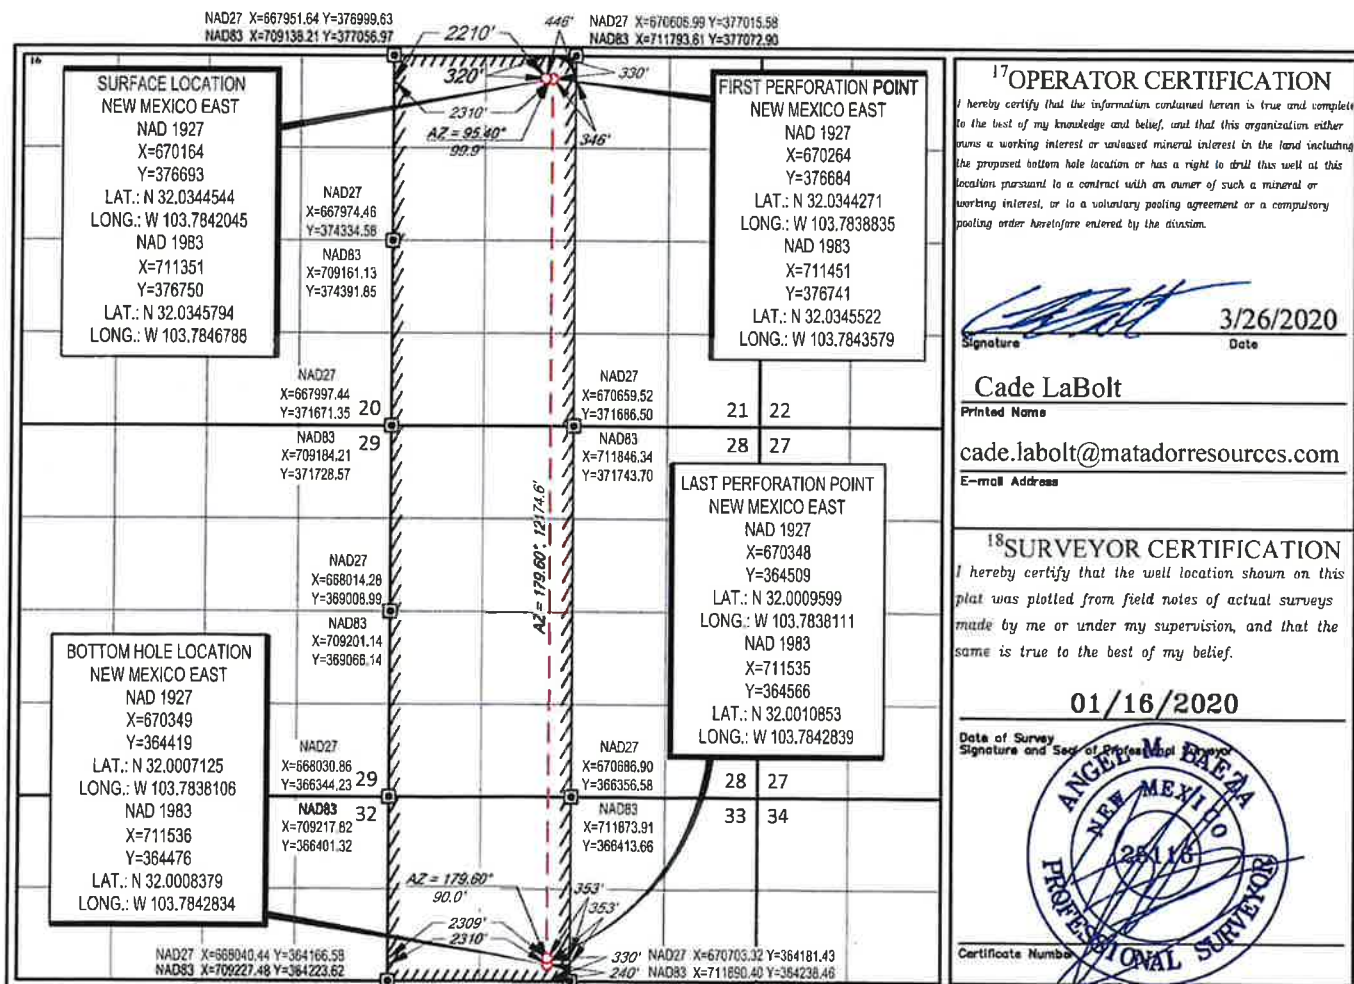 NAD27 X=667951.64 Y=376999.63
NAD83 X=709138.21 Y=377056.97
2210'
446'
NAD27 X=670606.99 Y=377015.58
NAD83 X=711793.61 Y=377072.90
16
320'
330'
2310'
AZ = 95.40°
99.9'
346'
SURFACE LOCATION
NEW MEXICO EAST
NAD 1927
X=670164
Y=376693
LAT.: N 32.0344544
LONG.: W 103.7842045
NAD 1983
X=711351
Y=376750
LAT.: N 32.0345794
LONG.: W 103.7846788
FIRST PERFORATION POINT
NEW MEXICO EAST
NAD 1927
X=670264
Y=376684
LAT.: N 32.0344271
LONG.: W 103.7838835
NAD 1983
X=711451
Y=376741
LAT.: N 32.0345522
LONG.: W 103.7843579
NAD27
X=667974.46
Y=374334.58
NAD83
X=709161.13
Y=374391.85
NAD27
X=667997.44
Y=371671.35
20
29
NAD83
X=709184.21
Y=371728.57
NAD27
X=670659.52
Y=371686.50
NAD83
X=711846.34
Y=371743.70
21 22
28 27
AZ = 179.60°, 12174.6'
LAST PERFORATION POINT
NEW MEXICO EAST
NAD 1927
X=670348
Y=364509
LAT.: N 32.0009599
LONG.: W 103.7838111
NAD 1983
X=711535
Y=364566
LAT.: N 32.0010853
LONG.: W 103.7842839
NAD27
X=668014.28
Y=369008.99
NAD83
X=709201.14
Y=369066.14
BOTTOM HOLE LOCATION
NEW MEXICO EAST
NAD 1927
X=670349
Y=364419
LAT.: N 32.0007125
LONG.: W 103.7838106
NAD 1983
X=711536
Y=364476
LAT.: N 32.0008379
LONG.: W 103.7842834
NAD27
X=668030.86
Y=366344.23
29
32
NAD83
X=709217.82
Y=366401.32
NAD27
X=670686.90
Y=366356.58
NAD83
X=711873.91
Y=366413.66
28 27
33 34
AZ = 179.60°
90.0'
353'
353'
2309'
2310'
330'
240'
NAD27 X=668040.44 Y=364166.58
NAD83 X=709227.48 Y=364223.62
NAD27 X=670703.32 Y=364181.43
NAD83 X=711890.40 Y=364238.46
17 OPERATOR CERTIFICATION
I hereby certify that the information contained herein is true and complete
to the best of my knowledge and belief, and that this organization either
owns a working interest or unleased mineral interest in the land including
the proposed bottom hole location or has a right to drill this well at this
location pursuant to a contract with an owner of such a mineral or
working interest, or to a voluntary pooling agreement or a compulsory
pooling order heretofore entered by the division.
3/26/2020
Signature Date
Cade LaBolt
Printed Name
cade.labolt@matadorresources.com
E-mail Address
18 SURVEYOR CERTIFICATION
I hereby certify that the well location shown on this
plat was plotted from field notes of actual surveys
made by me or under my supervision, and that the
same is true to the best of my belief.
01/16/2020
Date of Survey
Signature and Seal of Professional Surveyor
ANGEL M. BAEZA
NEW MEXICO
25116
PROFESSIONAL SURVEYOR
Certificate Number